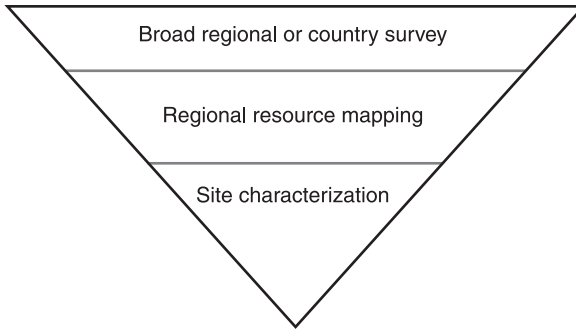 Broad regional or country survey
Regional resource mapping
Site characterization